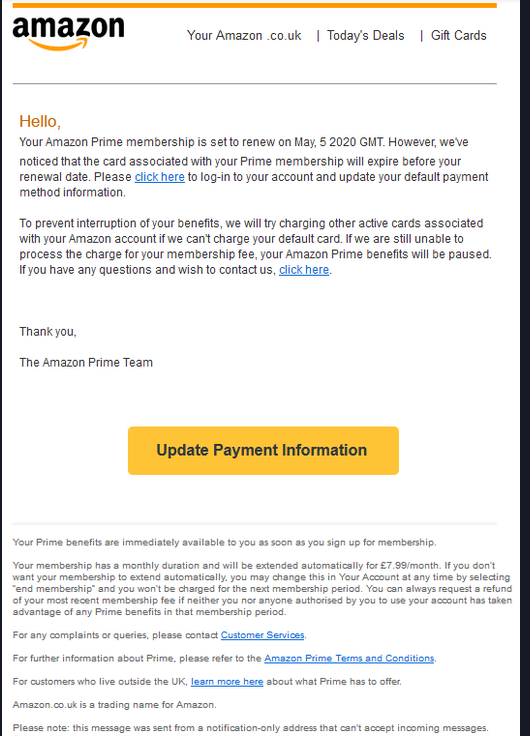 amazon
Your Amazon .co.uk | Today's Deals | Gift Cards
Hello,
Your Amazon Prime membership is set to renew on May, 5 2020 GMT. However, we've
noticed that the card associated with your Prime membership will expire before your
renewal date. Please click here to log-in to your account and update your default payment
method information.
To prevent interruption of your benefits, we will try charging other active cards associated
with your Amazon account if we can't charge your default card. If we are still unable to
process the charge for your membership fee, your Amazon Prime benefits will be paused.
If you have any questions and wish to contact us, click here.
Thank you,
The Amazon Prime Team
Update Payment Information
Your Prime benefits are immediately available to you as soon as you sign up for membership.
Your membership has a monthly duration and will be extended automatically for £7.99/month. If you don't
want your membership to extend automatically, you may change this in Your Account at any time by selecting
"end membership" and you won't be charged for the next membership period. You can always request a refund
of your most recent membership fee if neither you nor anyone authorised by you to use your account has taken
advantage of any Prime benefits in that membership period.
For any complaints or queries, please contact Customer Services.
For further information about Prime, please refer to the Amazon Prime Terms and Conditions.
For customers who live outside the UK, learn more here about what Prime has to offer.
Amazon.co.uk is a trading name for Amazon.
Please note: this message was sent from a notification-only address that can't accept incoming messages.